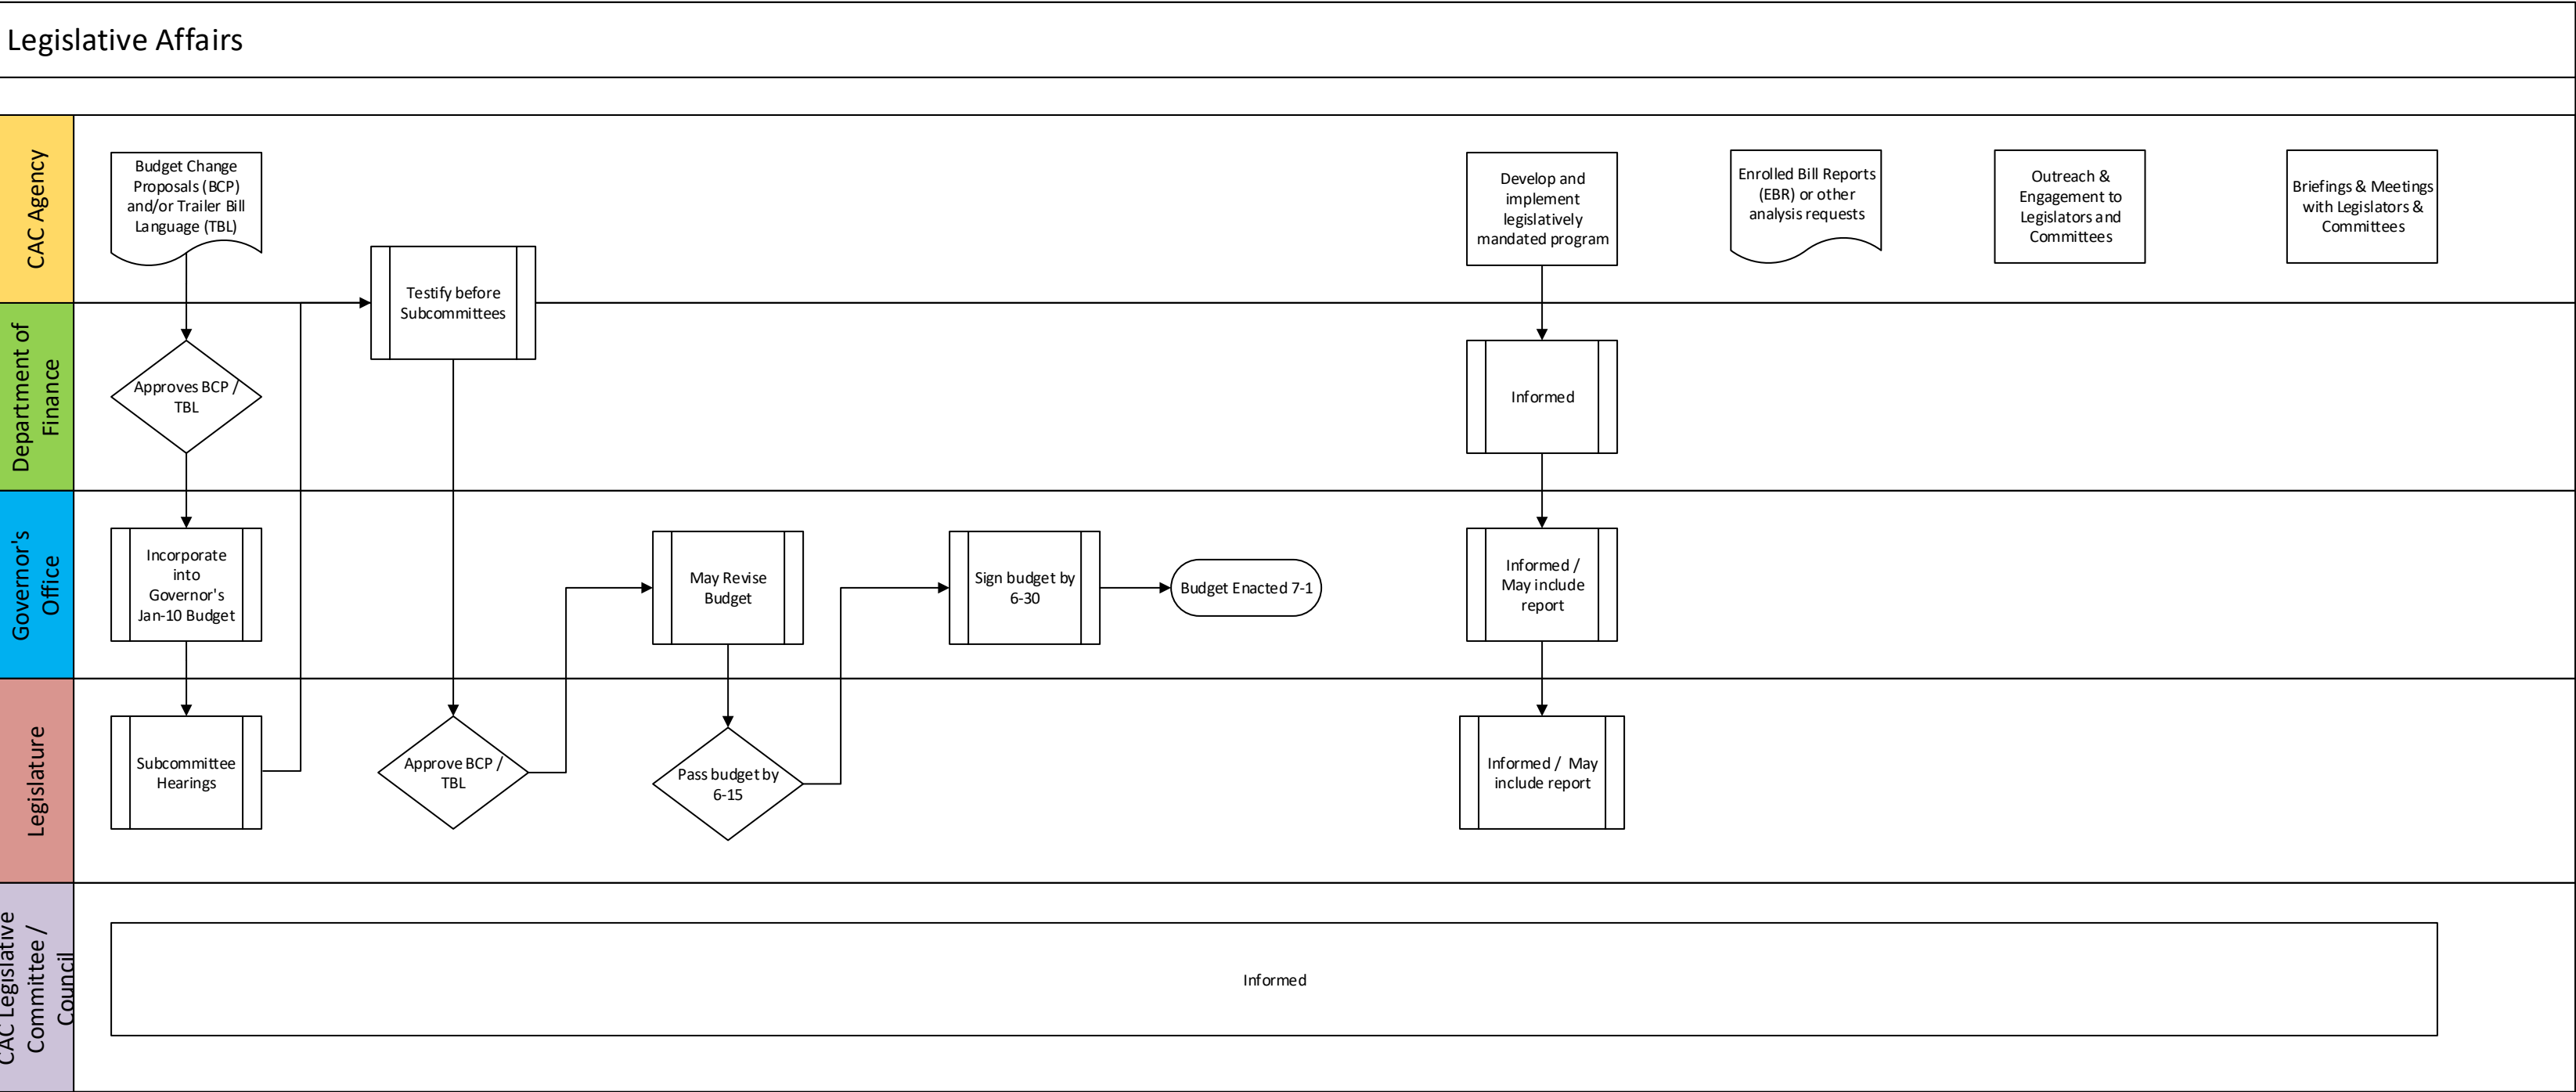 Legislative Affairs
CAC Agency
Budget Change
Proposals (BCP)
and/or Trailer Bill
Language (TBL)
Testify before
Subcommittees
Develop and
implement
legislatively
mandated program
Enrolled Bill Reports
(EBR) or other
analysis requests
Outreach &
Engagement to
Legislators and
Committees
Briefings & Meetings
with Legislators &
Committees
Department of
Finance
Approves BCP /
TBL
Informed
Governor's
Office
Incorporate
into
Governor's
Jan-10 Budget
May Revise
Budget
Sign budget by
6-30
Budget Enacted 7-1
Informed /
May include
report
Legislature
Subcommittee
Hearings
Approve BCP /
TBL
Pass budget by
6-15
Informed / May
include report
CAC Legislative
Committee /
Council
Informed